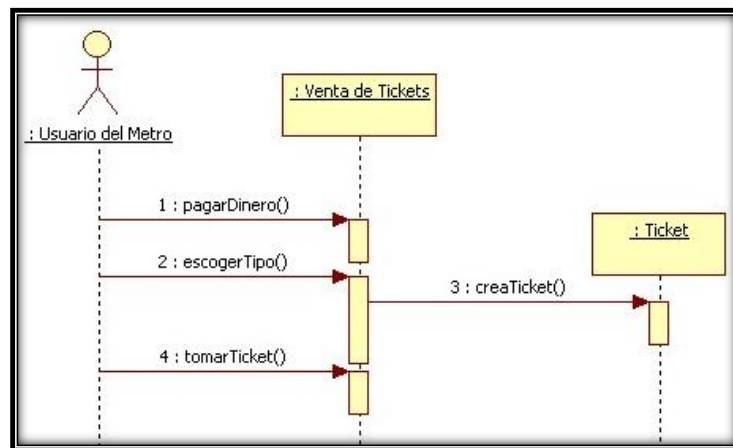 : Venta de Tickets
: Usuario del Metro
1 : pagarDinero()
: Ticket
2 : escogerTipo()
3 : creaTicket()
4 : tomarTicket()